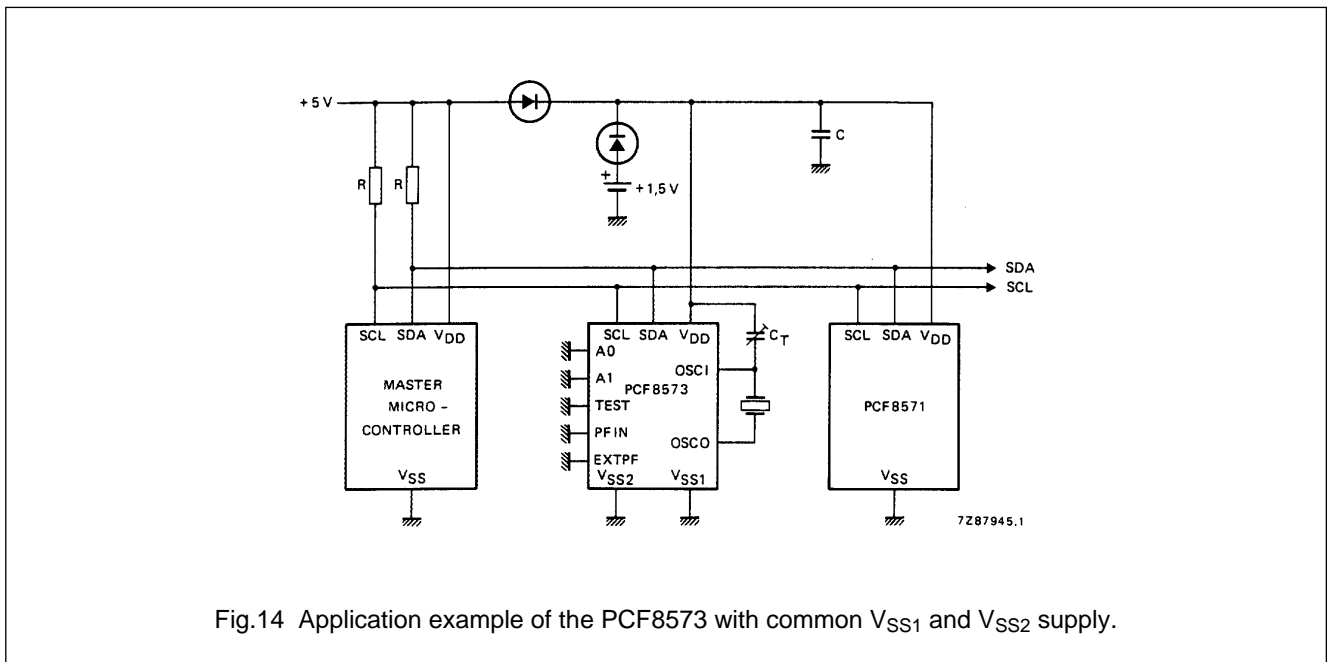 +5 V
C
R R
+ +1,5 V
SDA
SCL
SCL SDA VDD
SCL SDA VDD
SCL SDA VDD
CT
MASTER
MICRO -
CONTROLLER
VSS
A0
A1
TEST
PFIN
EXTPF
PCF8573
OSCI
OSCO
VSS2 VSS1
PCF8571
VSS
7Z87945.1
Fig.14 Application example of the PCF8573 with common VSS1 and VSS2 supply.